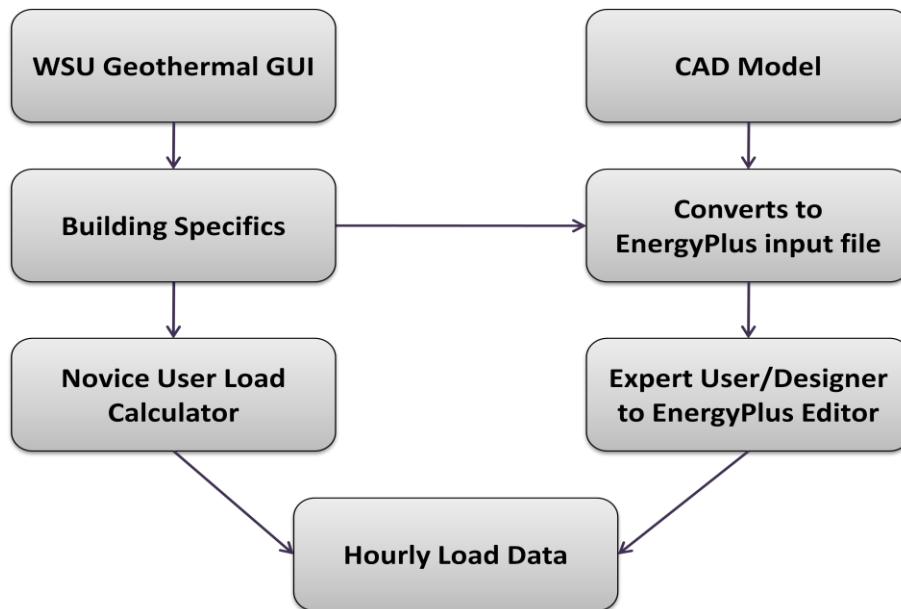 WSU Geothermal GUI
CAD Model
Building Specifics
Converts to
EnergyPlus input file
Novice User Load
Calculator
Expert User/Designer
to EnergyPlus Editor
Hourly Load Data